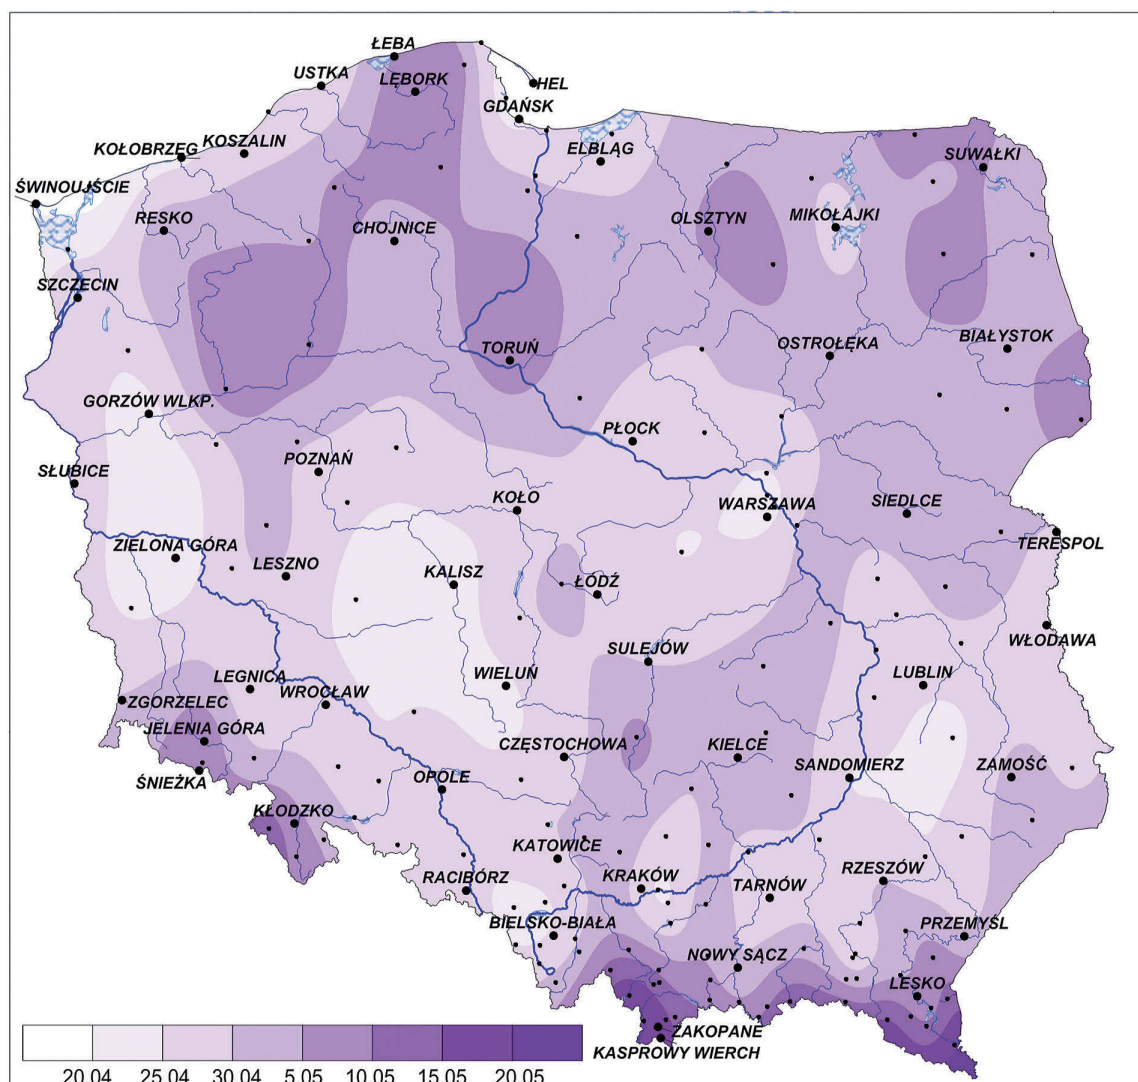 ŁEBA
USTKA
LĘBORK
HEL
GDAŃSK
KOSZALIN
KOŁOBRZEG
ELBLĄG
SUWAŁKI
ŚWINOUJŚCIE
RESKO
CHOJNICE
OLSZTYN
MIKOŁAJKI
SZCZECIN
TORUŃ
OSTROŁĘKA
BIAŁYSTOK
GORZÓW WLKP.
PŁOCK
POZNAŃ
SŁUBICE
KOŁO
WARSZAWA
SIEDLCE
TERESPOL
ZIELONA GÓRA
LESZNO
KALISZ
ŁÓDŹ
WŁODAWA
SULEJÓW
LEGNICA
WROCŁAW
WIELUŃ
LUBLIN
ZGORZELEC
JELENIA GÓRA
CZĘSTOCHOWA
KIELCE
SANDOMIERZ
ZAMOŚĆ
ŚNIEŻKA
OPOLE
KŁODZKO
KATOWICE
RACIBÓRZ
KRAKÓW
TARNÓW
RZESZÓW
BIELSKO-BIAŁA
PRZEMYŚL
NOWY SĄCZ
LESKO
ZAKOPANE
KASPROWY WIERCH
20.04 25.04 30.04 5.05 10.05 15.05 20.05